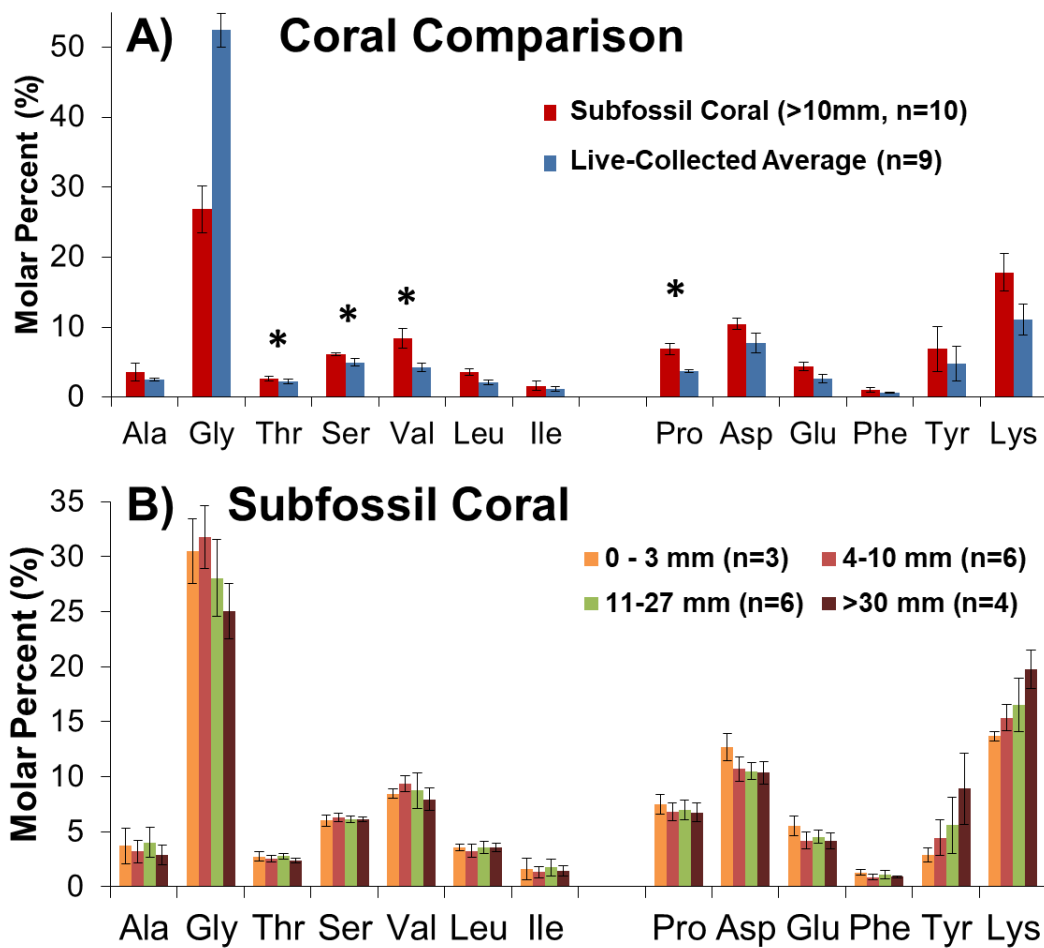 A) Coral Comparison
Molar Percent (%)
50
40
30
20
10
0
Subfossil Coral (>10mm, n=10)
Live-Collected Average (n=9)
* * * *
Ala Gly Thr Ser Val Leu Ile Pro Asp Glu Phe Tyr Lys
B) Subfossil Coral
Molar Percent (%)
35
30
25
20
15
10
5
0
0 - 3 mm (n=3) 4-10 mm (n=6)
11-27 mm (n=6) >30 mm (n=4)
Ala Gly Thr Ser Val Leu Ile Pro Asp Glu Phe Tyr Lys